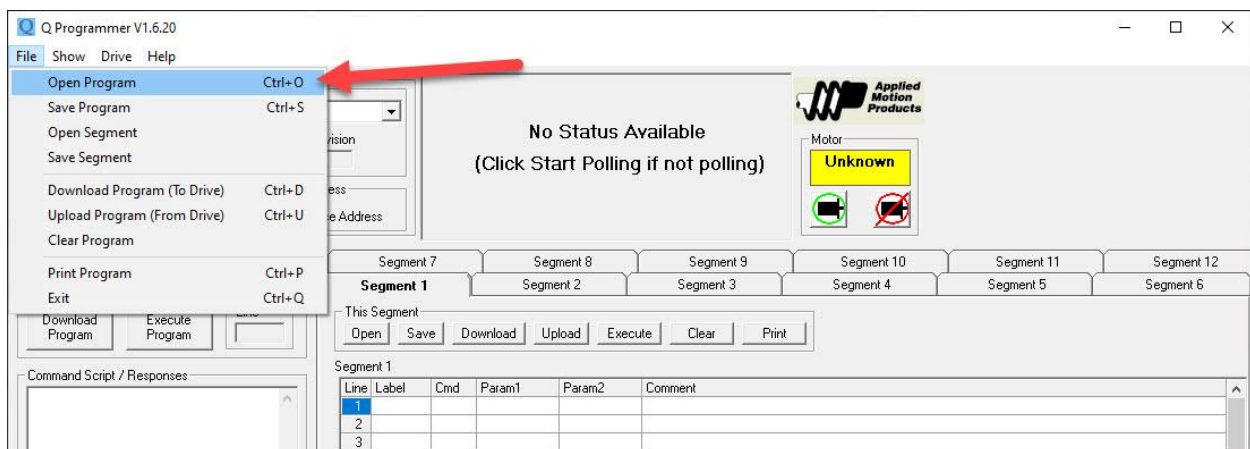 Q Programmer V1.6.20
File Show Drive Help
Open Program Ctrl+O
Save Program Ctrl+S
Open Segment
Save Segment
Download Program (To Drive) Ctrl+D
Upload Program (From Drive) Ctrl+U
Clear Program
Print Program Ctrl+P
Exit Ctrl+Q
No Status Available
(Click Start Polling if not polling)
Applied
Motion
Products
Motor
Unknown
Segment 7 Segment 8 Segment 9 Segment 10 Segment 11 Segment 12
Segment 1 Segment 2 Segment 3 Segment 4 Segment 5 Segment 6
Download
Program
Execute
Program
This Segment
Open Save Download Upload Execute Clear Print
Segment 1
Command Script / Responses
Line Label Cmd Param1 Param2 Comment
1
2
3